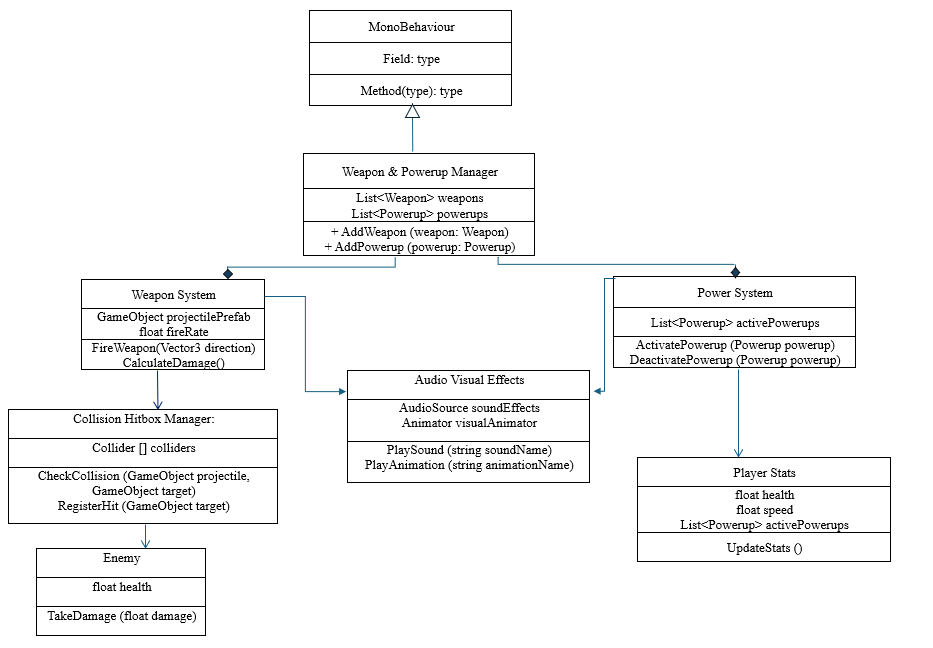 MonoBehaviour
Field: type
Method(type): type
Weapon & Powerup Manager
List<Weapon> weapons
List<Powerup> powerups
+ AddWeapon (weapon: Weapon)
+ AddPowerup (powerup: Powerup)
Weapon System
GameObject projectilePrefab
float fireRate
FireWeapon(Vector3 direction)
CalculateDamage()
Power System
List<Powerup> activePowerups
ActivatePowerup (Powerup powerup)
DeactivatePowerup (Powerup powerup)
Audio Visual Effects
AudioSource soundEffects
Animator visualAnimator
PlaySound (string soundName)
PlayAnimation (string animationName)
Collision Hitbox Manager:
Collider [] colliders
CheckCollision (GameObject projectile,
GameObject target)
RegisterHit (GameObject target)
Player Stats
float health
float speed
List<Powerup> activePowerups
UpdateStats ()
Enemy
float health
TakeDamage (float damage)